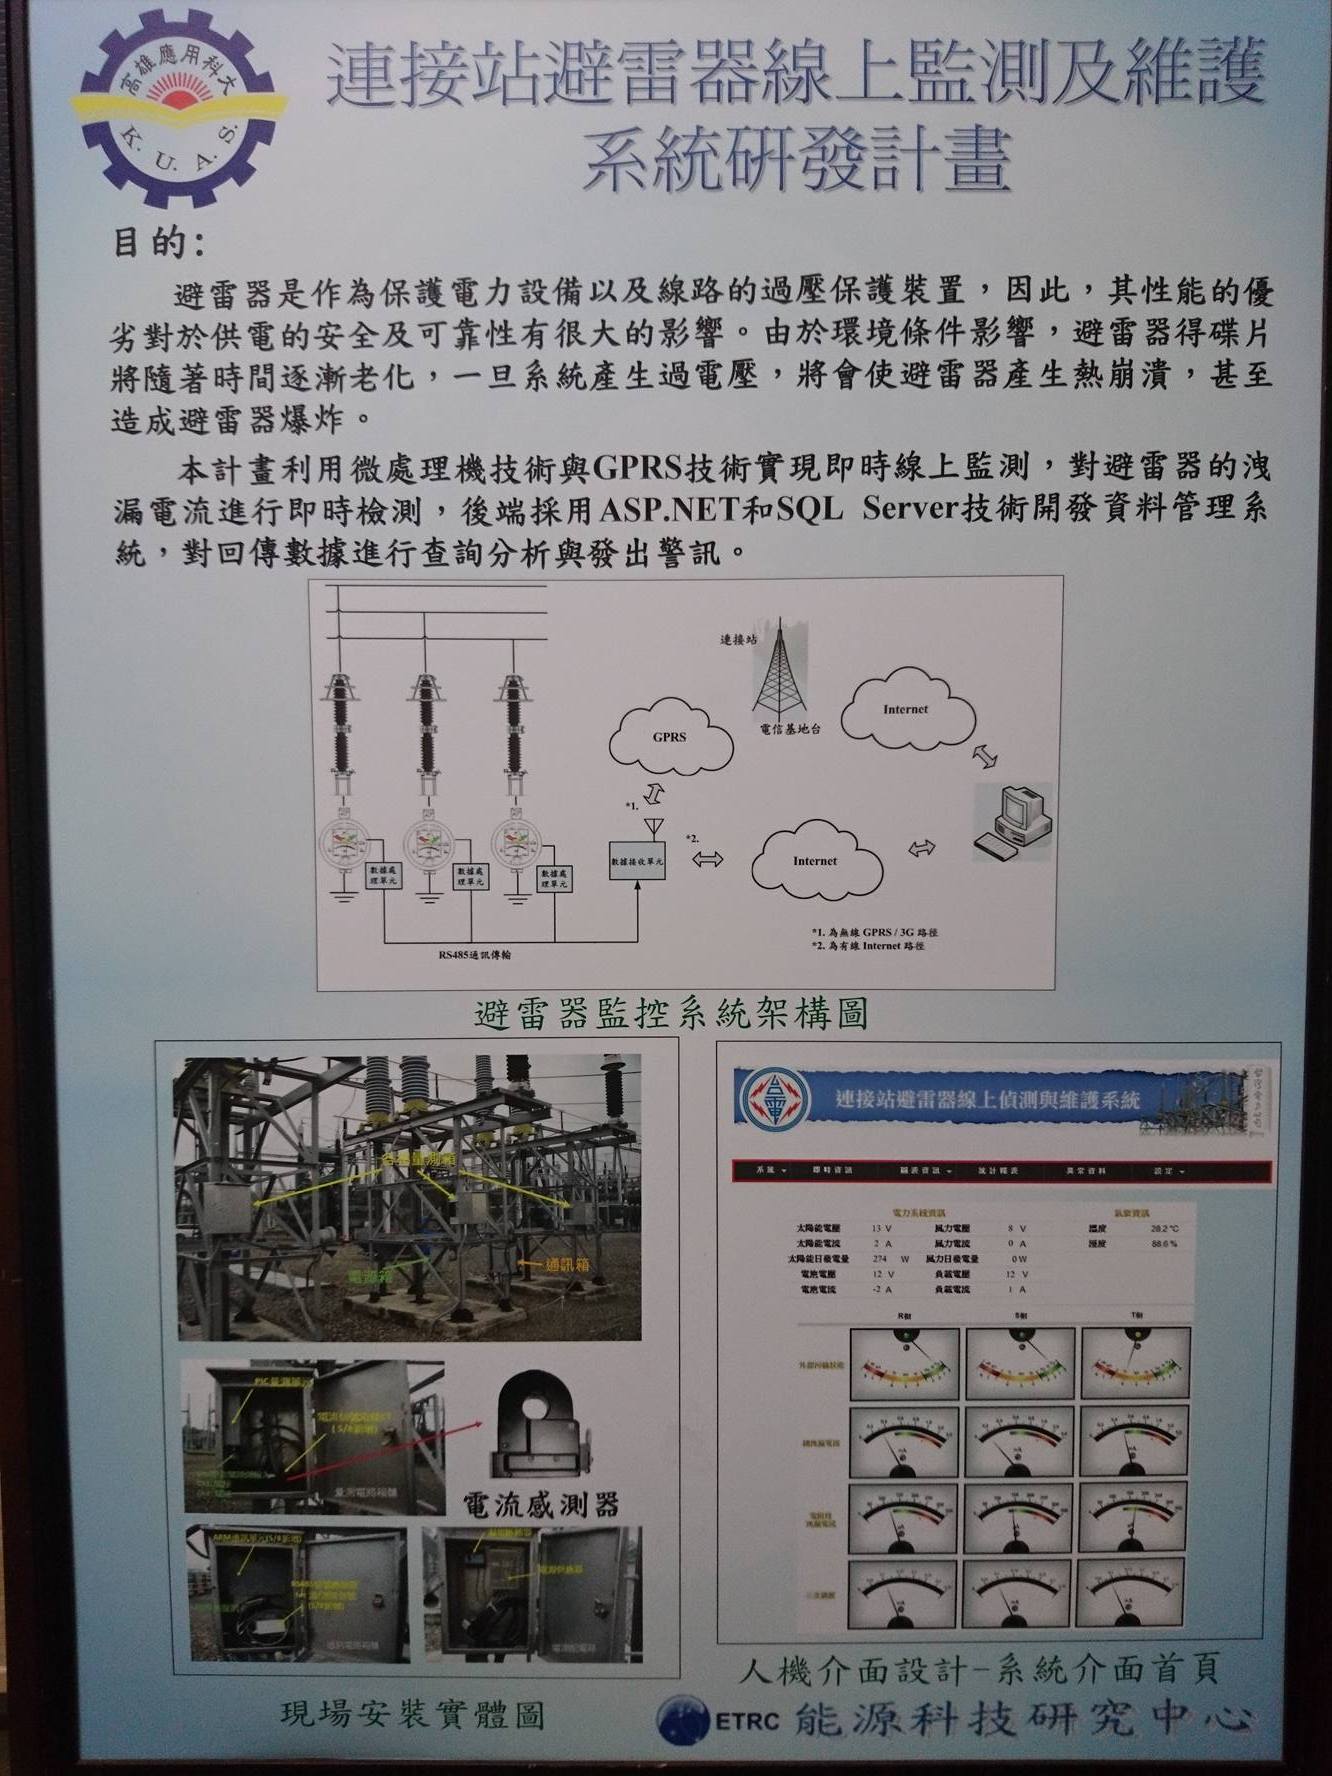 高雄應用科大
K. U. A. S.
連接站避雷器線上監測及維護
系統研發計畫
目的:
避雷器是作為保護電力設備以及線路的過壓保護裝置，因此，其性能的優
劣對於供電的安全及可靠性有很大的影響。由於環境條件影響，避雷器得碟片
將隨著時間逐漸老化，一旦系統產生過電壓，將會使避雷器產生熱崩潰，甚至
造成避雷器爆炸。
本計畫利用微處理機技術與GPRS技術實現即時線上監測，對避雷器的洩
漏電流進行即時檢測，後端採用ASP.NET和SQL Server技術開發資料管理系
統，對回傳數據進行查詢分析與發出警訊。
連接站
電信基地台
GPRS
Internet
*1.
*2.
數據處
理單元
數據處
理單元
數據處
理單元
數據接收單元
Internet
RS485通訊傳輸
*1. 為無線 GPRS / 3G 路徑
*2. 為有線 Internet 路徑
避雷器監控系統架構圖
通訊箱
電源箱
電流感測器
現場安裝實體圖
台電
連接站避雷器線上偵測與維護系統
系統 即時資訊 圖表資訊 統計報表 異常資料 設定
電力系統資訊 氣象資訊
太陽能電壓 13 V 風力電壓 8 V 溫度 28.2 °C
太陽能電流 2 A 風力電流 0 A 濕度 88.6 %
太陽能日發電量 274 W 風力日發電量 0 W
電池電壓 12 V 負載電壓 12 V
電池電流 -2 A 負載電流 1 A
R相 S相 T相
人機介面設計-系統介面首頁
ETRC 能源科技研究中心